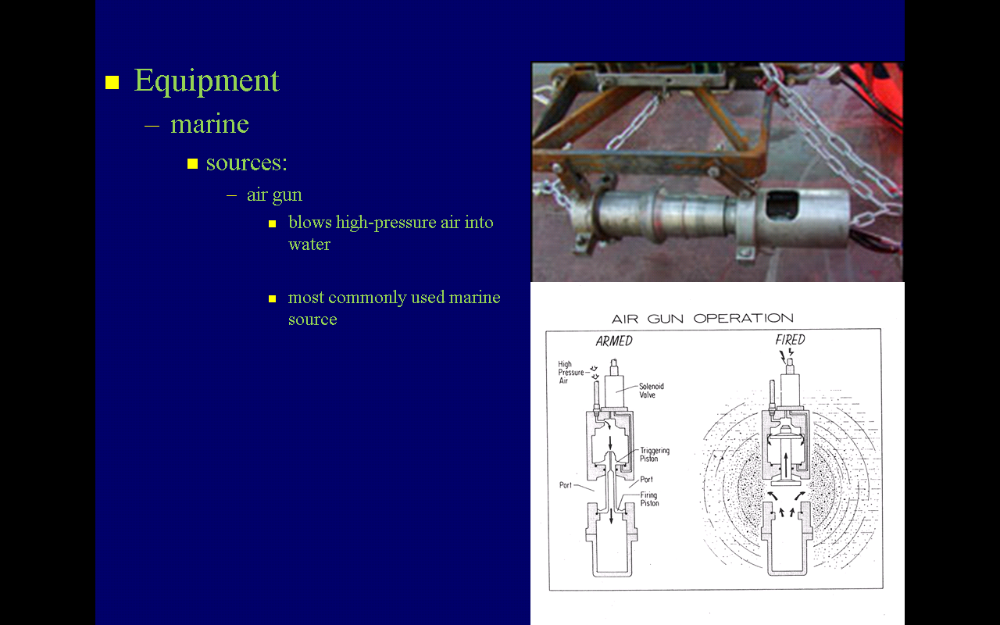 Equipment
– marine
sources:
– air gun
blows high-pressure air into
water
most commonly used marine
source
AIR GUN OPERATION
ARMED
FIRED
High
Pressure
Air
Solenoid
Valve
Triggering
Piston
Port
Port
Firing
Piston